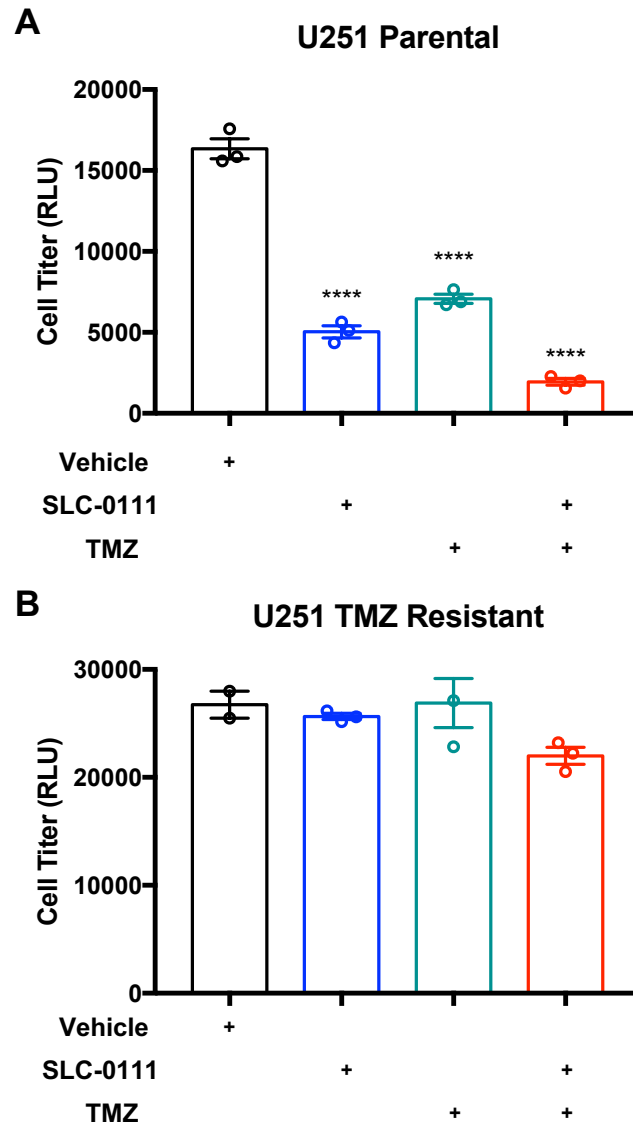 A
U251 Parental
Cell Titer (RLU)
20000
15000
10000
5000
0
****
****
****
Vehicle +
SLC-0111 + +
TMZ + +
B
U251 TMZ Resistant
Cell Titer (RLU)
30000
20000
10000
0
Vehicle +
SLC-0111 + +
TMZ + +